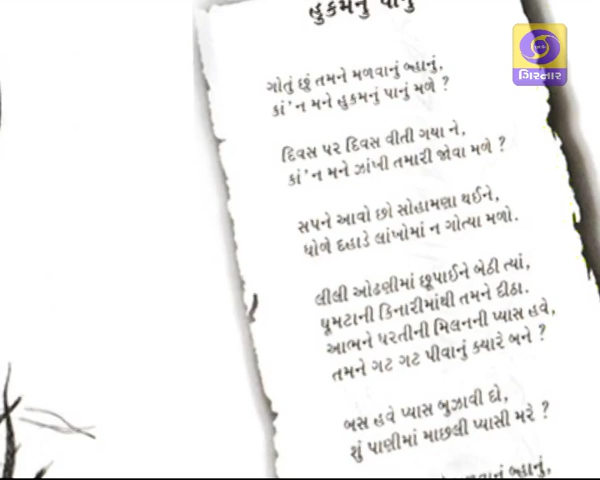 હુકમનું પાનું
ગિરનાર
ગોતું છું તમને મળવાનું બ્હાનું,
કાં'ન મને હુકમનું પાનું મળે ?
દિવસ પર દિવસ વીતી ગયા ને,
કાં'ન મને ઝાંખી તમારી જોવા મળે ?
સપને આવો છો સોહામણા થઈને,
ધોળે દહાડે લાંખોમાં ન ગોત્યા મળો.
લીલી ઓઢણીમાં છૂપાઈને બેઠી ત્યાં,
ઘૂમટાની કિનારીમાંથી તમને દીઠા.
આભને ધરતીની મિલનની પ્યાસ હવે,
તમને ગટ ગટ પીવાનું ક્યારે બને ?
બસ હવે પ્યાસ બુઝાવી દો,
શું પાણીમાં માછલી પ્યાસી મરે ?
બ્હાનું,